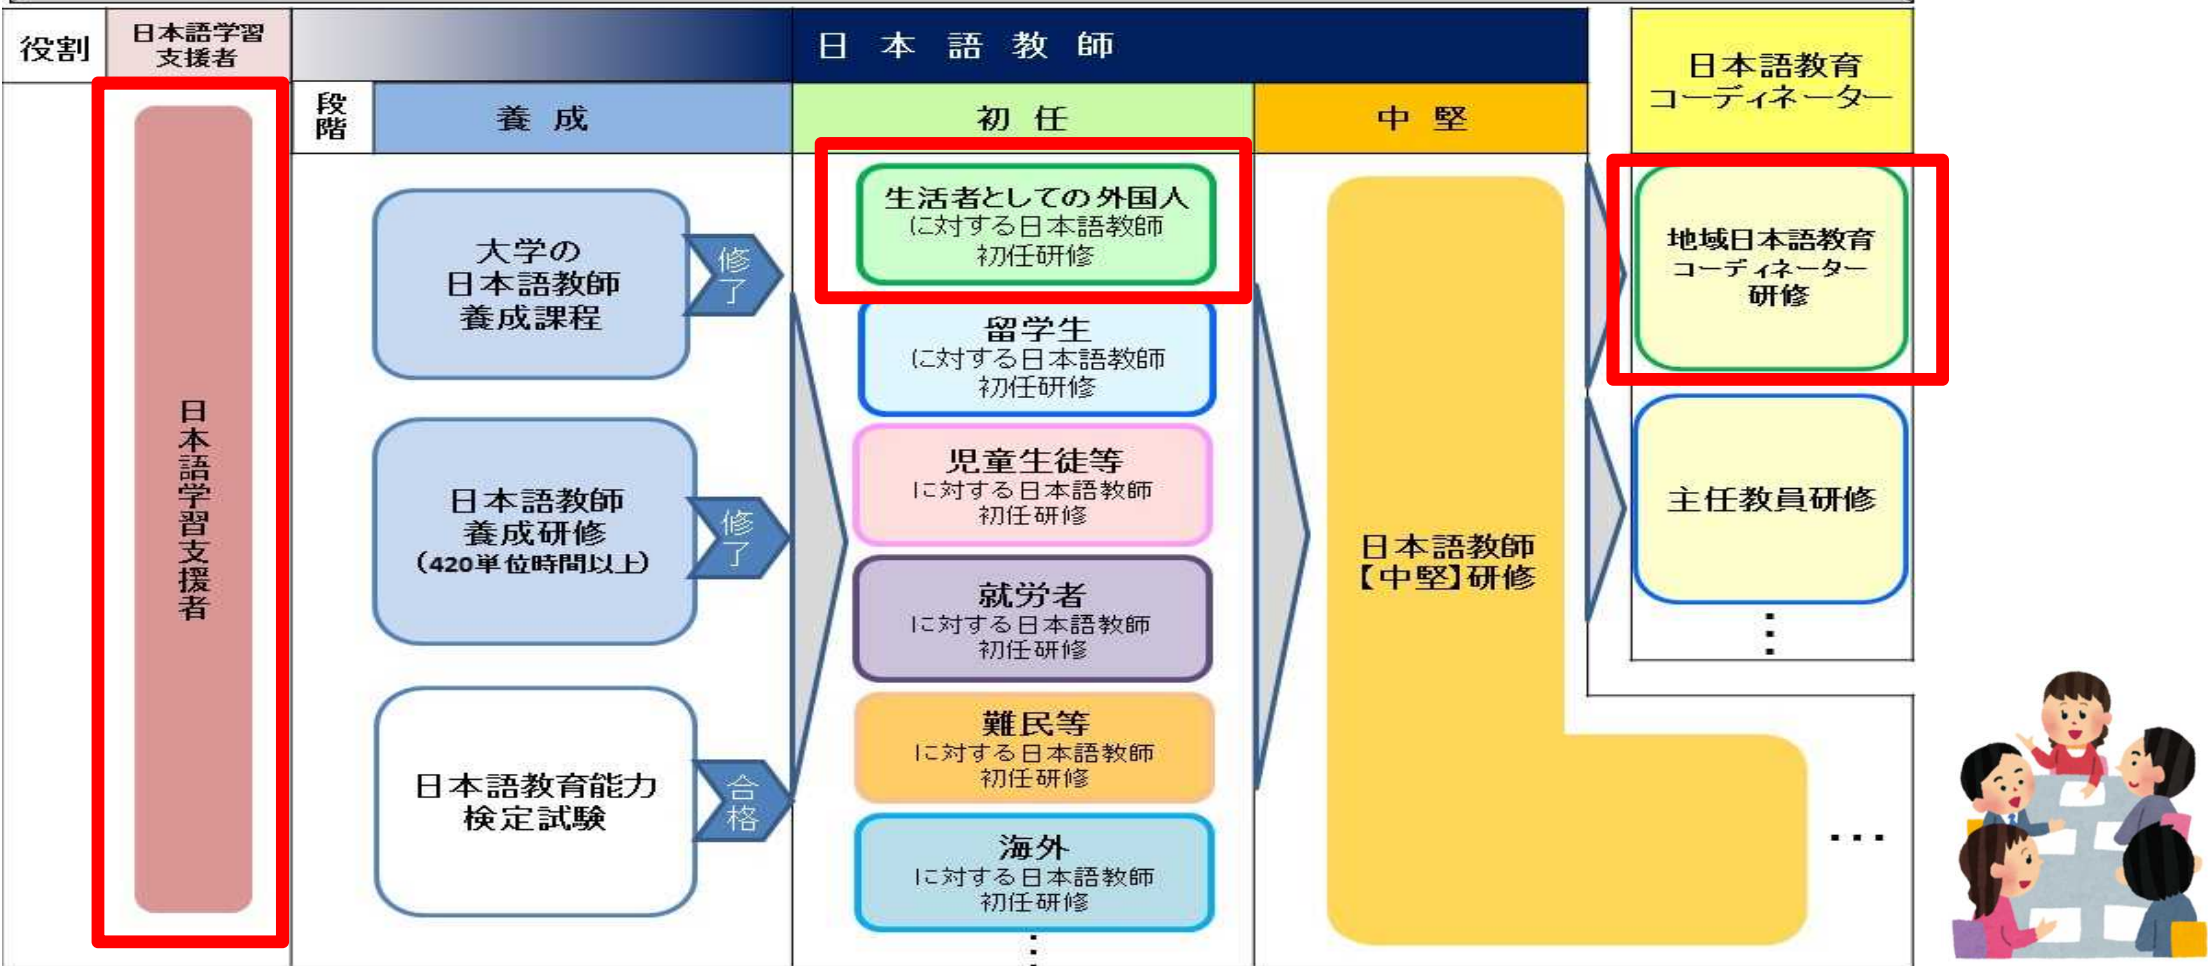 役割
日本語学習
支援者
日本語教師
日本語教育
コーディネーター
段
階
養成
初任
中堅
日本語学習支援者
大学の
日本語教師
養成課程
修
了
日本語教師
養成研修
(420単位時間以上)
修
了
日本語教育能力
検定試験
合
格
生活者としての外国人
に対する日本語教師
初任研修
留学生
に対する日本語教師
初任研修
児童生徒等
に対する日本語教師
初任研修
就労者
に対する日本語教師
初任研修
難民等
に対する日本語教師
初任研修
海外
に対する日本語教師
初任研修
⋮
日本語教師
【中堅】研修
地域日本語教育
コーディネーター
研修
主任教員研修
⋮
…